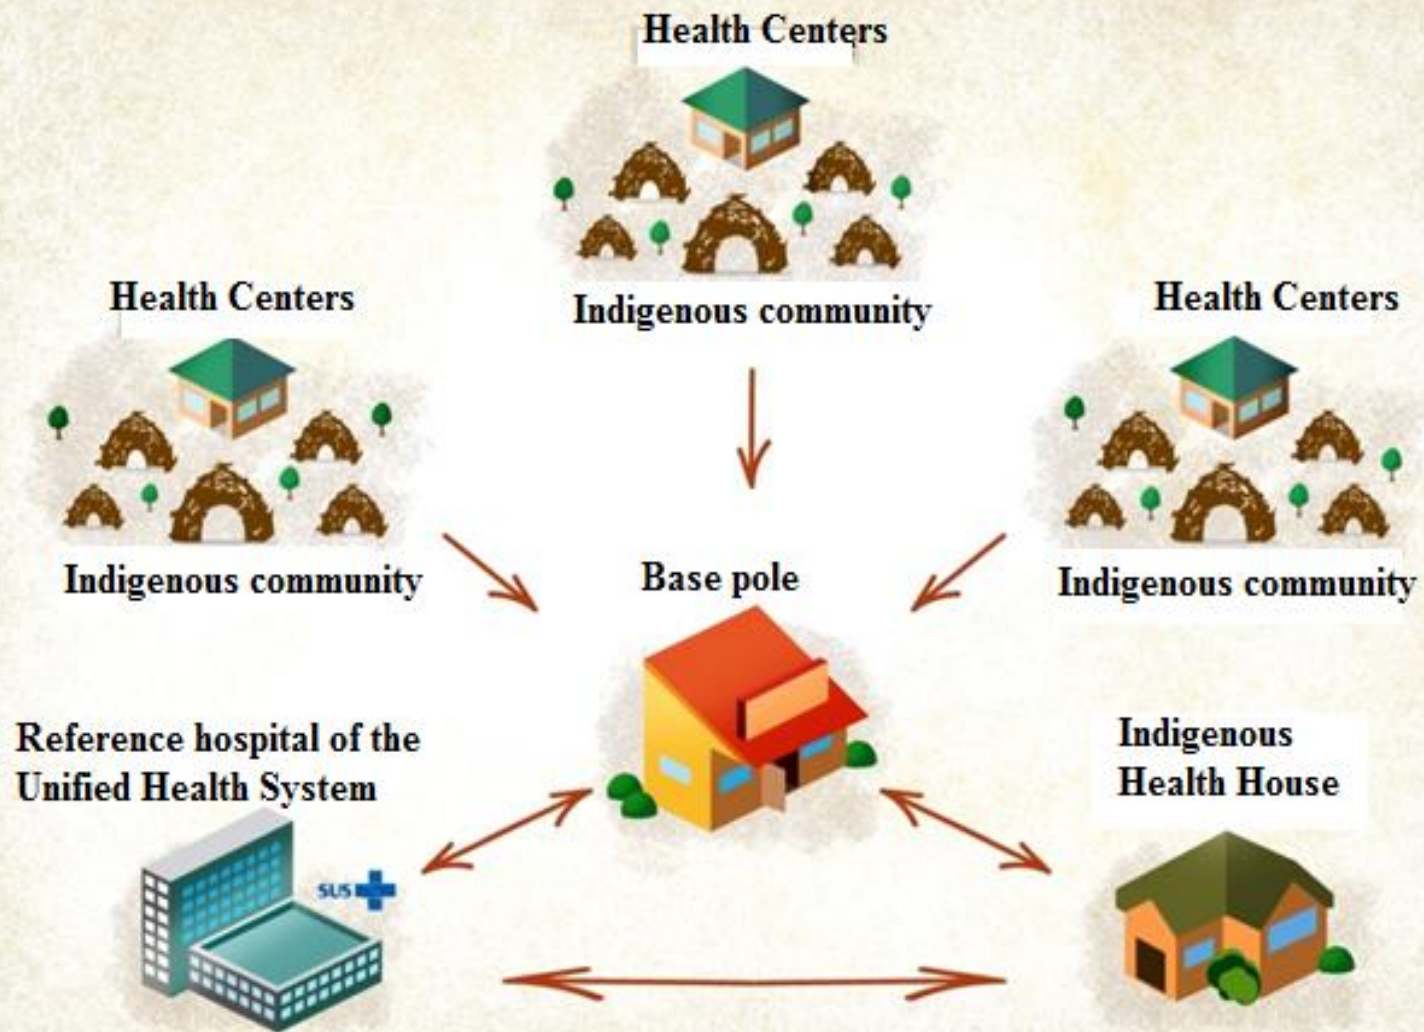 Health Centers
Indigenous community
Health Centers
Indigenous community
Health Centers
Indigenous community
Base pole
Reference hospital of the
Unified Health System
SUS
Indigenous
Health House